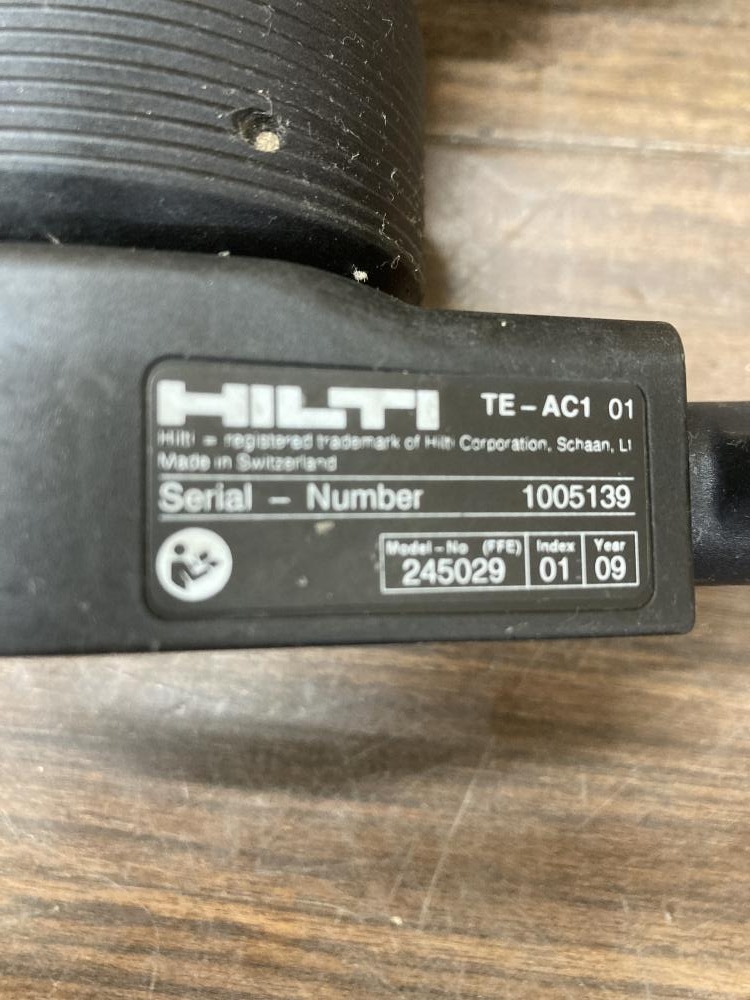 HILTI TE – AC1 01
Hilti = registered trademark of Hilti Corporation, Schaan, LI
Made in Switzerland
Serial – Number 1005139
Model – No (FFE) Index Year
245029 01 09